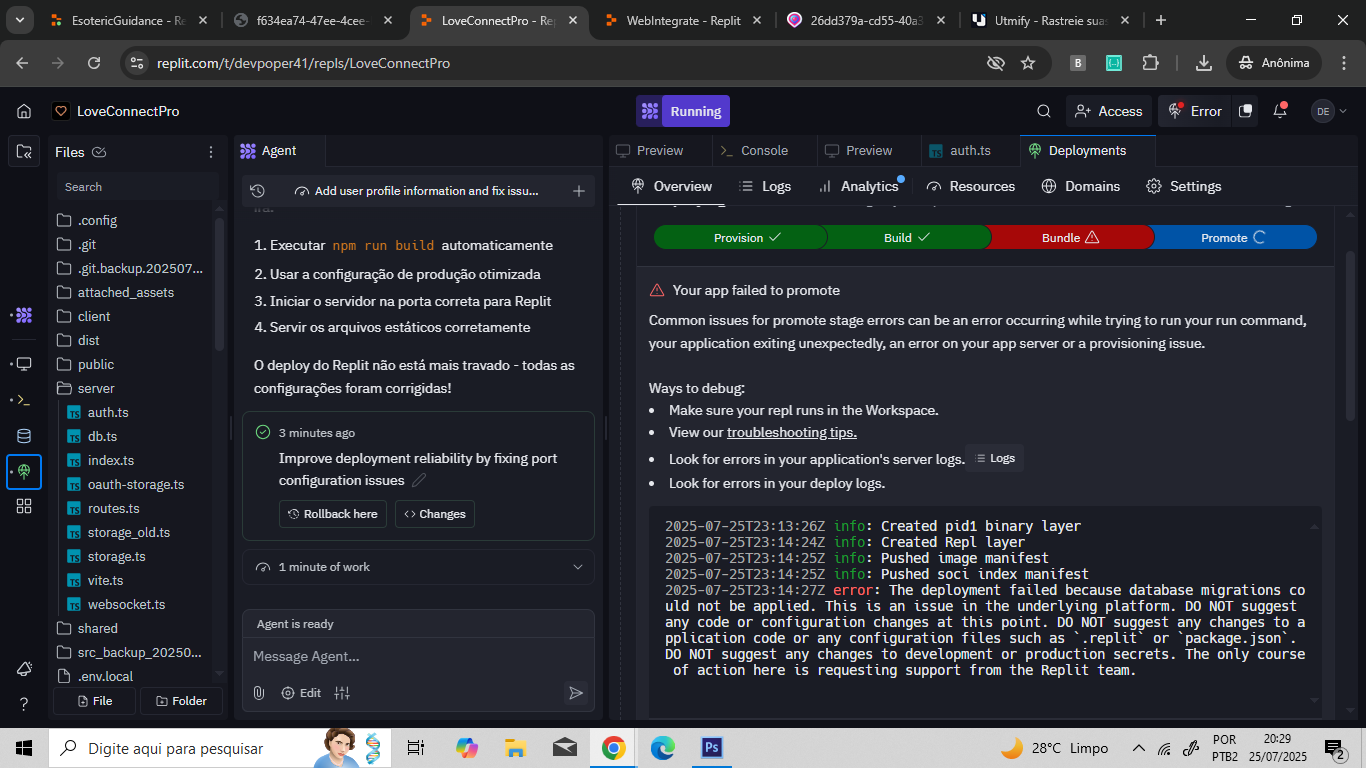 EsotericGuidance - Re
f634ea74-47ee-4cee-
LoveConnectPro - Rep
WebIntegrate - Replit
26dd379a-cd55-40a3
Utmify - Rastreie suas
replit.com/t/devpoper41/repls/LoveConnectPro
Anônima
LoveConnectPro
Running
Access
Error
DE
Files
Search
.config
.git
.git.backup.202507...
attached_assets
client
dist
public
server
auth.ts
db.ts
index.ts
oauth-storage.ts
routes.ts
storage_old.ts
storage.ts
vite.ts
websocket.ts
shared
src_backup_20250...
.env.local
File
Folder
Agent
Add user profile information and fix issu...
1. Executar npm run build automaticamente
2. Usar a configuração de produção otimizada
3. Iniciar o servidor na porta correta para Replit
4. Servir os arquivos estáticos corretamente
O deploy do Replit não está mais travado - todas as
configurações foram corrigidas!
3 minutes ago
Improve deployment reliability by fixing port
configuration issues
Rollback here
Changes
1 minute of work
Agent is ready
Message Agent...
Edit
Preview
Console
Preview
auth.ts
Deployments
Overview
Logs
Analytics
Resources
Domains
Settings
Provision
Build
Bundle
Promote
Your app failed to promote
Common issues for promote stage errors can be an error occurring while trying to run your run command,
your application exiting unexpectedly, an error on your app server or a provisioning issue.
Ways to debug:
• Make sure your repl runs in the Workspace.
• View our troubleshooting tips.
• Look for errors in your application's server logs. Logs
• Look for errors in your deploy logs.
2025-07-25T23:13:26Z info: Created pid1 binary layer
2025-07-25T23:14:24Z info: Created Repl layer
2025-07-25T23:14:25Z info: Pushed image manifest
2025-07-25T23:14:25Z info: Pushed soci index manifest
2025-07-25T23:14:27Z error: The deployment failed because database migrations co
uld not be applied. This is an issue in the underlying platform. DO NOT suggest
any code or configuration changes at this point. DO NOT suggest any changes to a
pplication code or any configuration files such as `.replit` or `package.json`.
DO NOT suggest any changes to development or production secrets. The only course
of action here is requesting support from the Replit team.
Digite aqui para pesquisar
Ps
28°C Limpo
POR
PTB2
20:29
25/07/2025
2